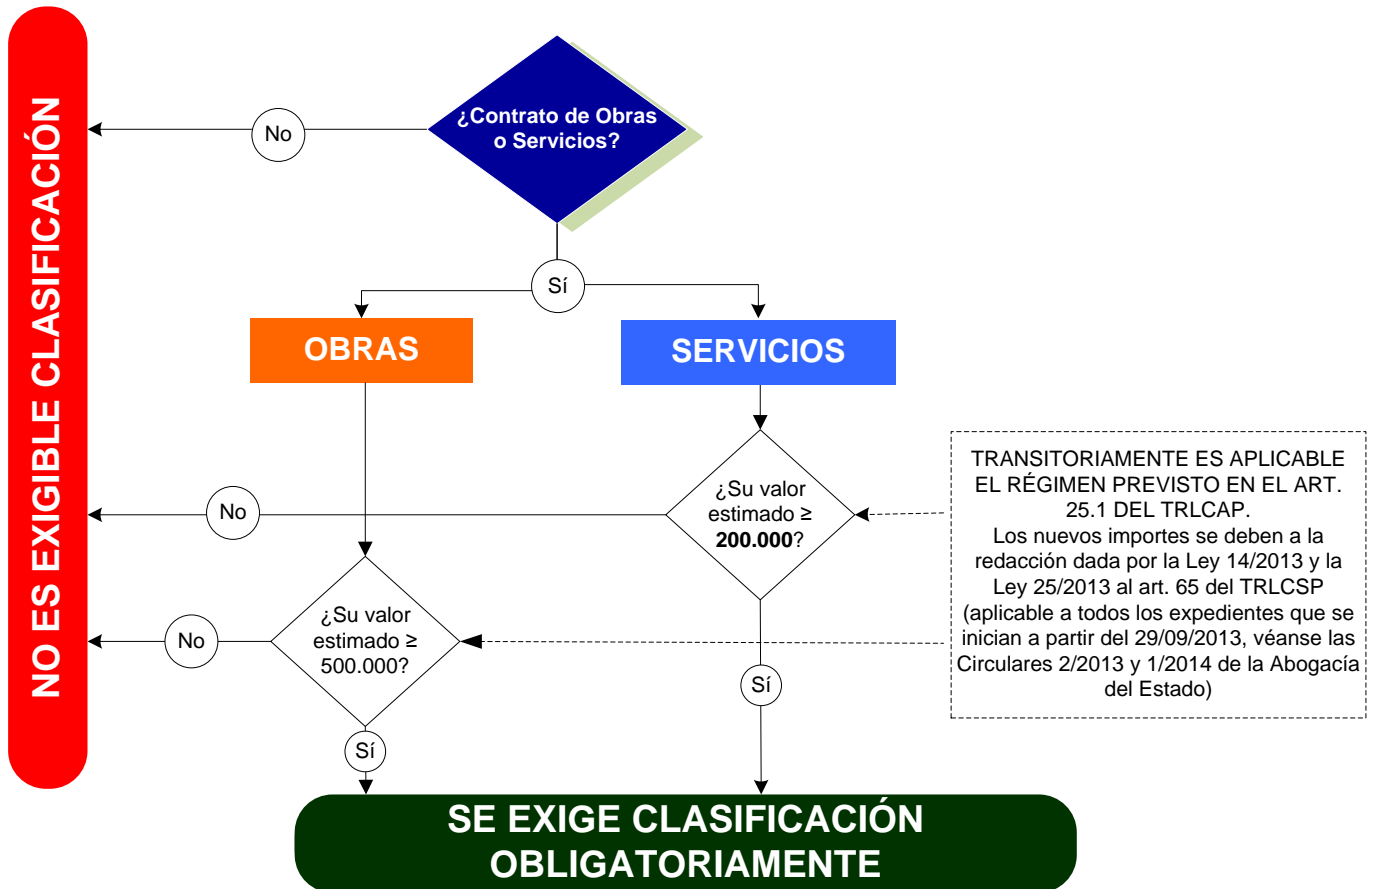 NO ES EXIGIBLE CLASIFICACIÓN
¿Contrato de Obras
o Servicios?
No
Sí
OBRAS
SERVICIOS
¿Su valor
estimado ≥
200.000?
No
TRANSITORIAMENTE ES APLICABLE
EL RÉGIMEN PREVISTO EN EL ART.
25.1 DEL TRLCAP.
Los nuevos importes se deben a la
redacción dada por la Ley 14/2013 y la
Ley 25/2013 al art. 65 del TRLCSP
(aplicable a todos los expedientes que se
inician a partir del 29/09/2013, véanse las
Circulares 2/2013 y 1/2014 de la Abogacía
del Estado)
¿Su valor
estimado ≥
500.000?
No
Sí
Sí
SE EXIGE CLASIFICACIÓN
OBLIGATORIAMENTE